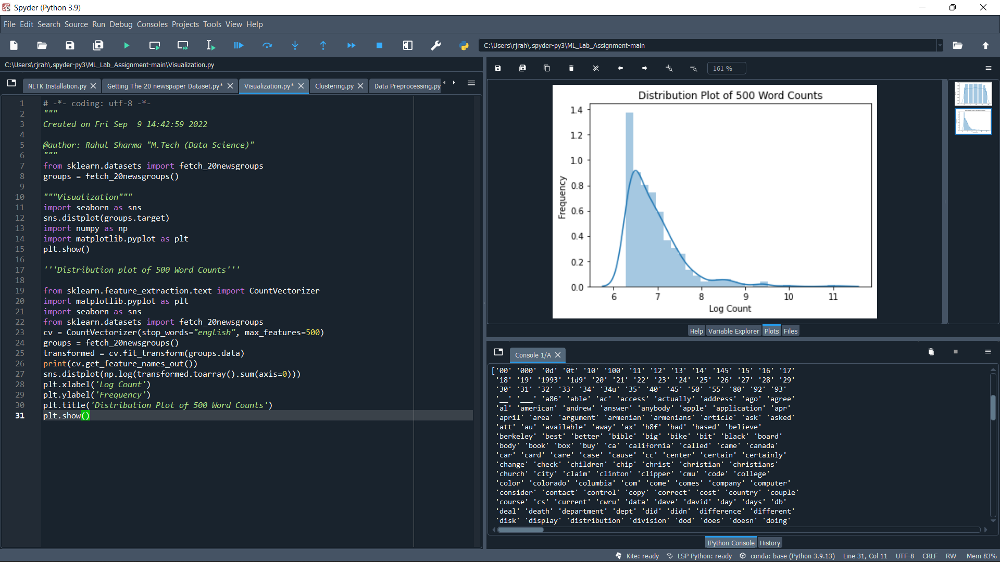 Spyder (Python 3.9)
File Edit Search Source Run Debug Consoles Projects Tools View Help
C:\Users\rjrah\.spyder-py3\ML_Lab_Assignment-main
C:\Users\rjrah\.spyder-py3\ML_Lab_Assignment-main\Visualization.py
NLTK Installation.py Getting The 20 newspaper Dataset.py* Visualization.py* Clustering.py Data Preprocessing.py
1 # -*- coding: utf-8 -*-
2 """
3 Created on Fri Sep  9 14:42:59 2022
4
5 @author: Rahul Sharma "M.Tech (Data Science)"
6 """
7 from sklearn.datasets import fetch_20newsgroups
8 groups = fetch_20newsgroups()
9
10 """Visualization"""
11 import seaborn as sns
12 sns.distplot(groups.target)
13 import numpy as np
14 import matplotlib.pyplot as plt
15 plt.show()
16
17 '''Distribution plot of 500 Word Counts'''
18
19 from sklearn.feature_extraction.text import CountVectorizer
20 import matplotlib.pyplot as plt
21 import seaborn as sns
22 from sklearn.datasets import fetch_20newsgroups
23 cv = CountVectorizer(stop_words="english", max_features=500)
24 groups = fetch_20newsgroups()
25 transformed = cv.fit_transform(groups.data)
26 print(cv.get_feature_names_out())
27 sns.distplot(np.log(transformed.toarray().sum(axis=0)))
28 plt.xlabel('Log Count')
29 plt.ylabel('Frequency')
30 plt.title('Distribution Plot of 500 Word Counts')
31 plt.show()
161 %
Distribution Plot of 500 Word Counts
1.4
1.2
1.0
0.8
0.6
0.4
0.2
0.0
Frequency
6 7 8 9 10 11
Log Count
Help Variable Explorer Plots Files
Console 1/A
['00' '000' '0d' '0t' '10' '100' '11' '12' '13' '14' '145' '15' '16' '17'
'18' '19' '1993' '1d9' '20' '21' '22' '23' '24' '25' '26' '27' '28' '29'
'30' '31' '32' '33' '34' '34u' '35' '40' '45' '50' '55' '80' '92' '93'
'__' '___' 'a86' 'able' 'ac' 'access' 'actually' 'address' 'ago' 'agree'
'al' 'american' 'andrew' 'answer' 'anybody' 'apple' 'application' 'apr'
'april' 'area' 'argument' 'armenian' 'armenians' 'article' 'ask' 'asked'
'att' 'au' 'available' 'away' 'ax' 'b8f' 'bad' 'based' 'believe'
'berkeley' 'best' 'better' 'bible' 'big' 'bike' 'bit' 'black' 'board'
'body' 'book' 'box' 'buy' 'ca' 'california' 'called' 'came' 'canada'
'car' 'card' 'care' 'case' 'cause' 'cc' 'center' 'certain' 'certainly'
'change' 'check' 'children' 'chip' 'christ' 'christian' 'christians'
'church' 'city' 'claim' 'clinton' 'clipper' 'cmu' 'code' 'college'
'color' 'colorado' 'columbia' 'com' 'come' 'comes' 'company' 'computer'
'consider' 'contact' 'control' 'copy' 'correct' 'cost' 'country' 'couple'
'course' 'cs' 'current' 'cwru' 'data' 'dave' 'david' 'day' 'days' 'db'
'deal' 'death' 'department' 'dept' 'did' 'didn' 'difference' 'different'
'disk' 'display' 'distribution' 'division' 'dod' 'does' 'doesn' 'doing'
IPython Console History
Kite: ready LSP Python: ready conda: base (Python 3.9.13) Line 31, Col 11 UTF-8 CRLF RW Mem 83%